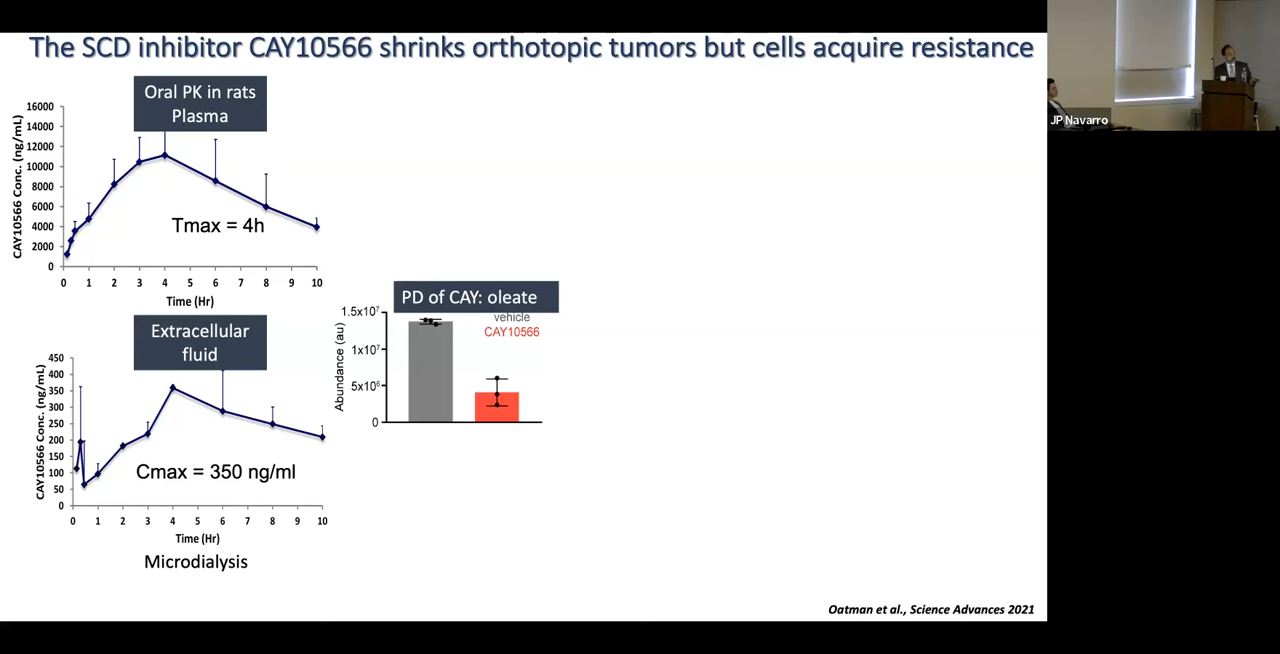 The SCD inhibitor CAY10566 shrinks orthotopic tumors but cells acquire resistance
JP Navarro
Oral PK in rats
Plasma
CAY10566 Conc. (ng/mL)
16000
14000
12000
10000
8000
6000
4000
2000
0
Tmax = 4h
0 1 2 3 4 5 6 7 8 9 10
Time (Hr)
Extracellular
fluid
CAY10566 Conc. (ng/mL)
450
400
350
300
250
200
150
100
50
0
Cmax = 350 ng/ml
0 1 2 3 4 5 6 7 8 9 10
Time (Hr)
Microdialysis
PD of CAY: oleate
vehicle
CAY10566
Abundance (au)
1.5x10⁷
1x10⁷
5x10⁶
0
Oatman et al., Science Advances 2021